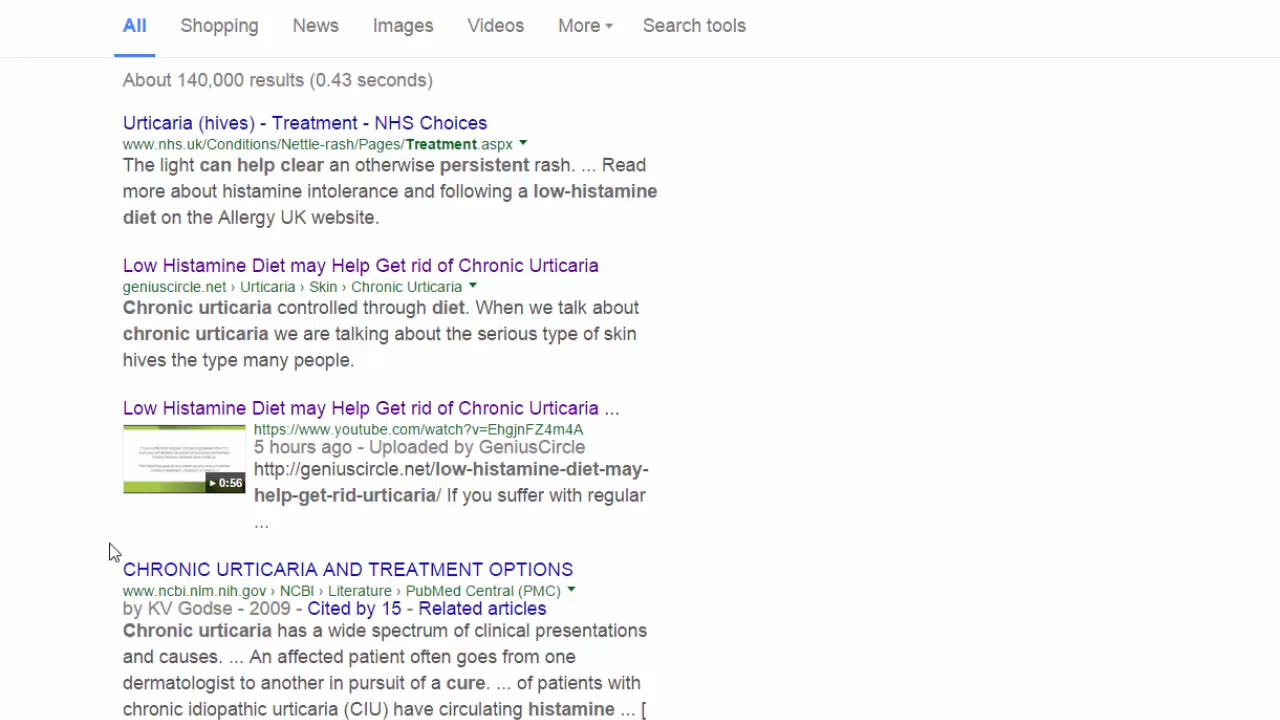 All Shopping News Images Videos More Search tools
About 140,000 results (0.43 seconds)
Urticaria (hives) - Treatment - NHS Choices
www.nhs.uk/Conditions/Nettle-rash/Pages/Treatment.aspx
The light can help clear an otherwise persistent rash. ... Read
more about histamine intolerance and following a low-histamine
diet on the Allergy UK website.
Low Histamine Diet may Help Get rid of Chronic Urticaria
geniuscircle.net › Urticaria › Skin › Chronic Urticaria
Chronic urticaria controlled through diet. When we talk about
chronic urticaria we are talking about the serious type of skin
hives the type many people.
Low Histamine Diet may Help Get rid of Chronic Urticaria ...
https://www.youtube.com/watch?v=EhgjnFZ4m4A
5 hours ago - Uploaded by GeniusCircle
http://geniuscircle.net/low-histamine-diet-may-
help-get-rid-urticaria/ If you suffer with regular
...
0:56
CHRONIC URTICARIA AND TREATMENT OPTIONS
www.ncbi.nlm.nih.gov › NCBI › Literature › PubMed Central (PMC)
by KV Godse - 2009 - Cited by 15 - Related articles
Chronic urticaria has a wide spectrum of clinical presentations
and causes. ... An affected patient often goes from one
dermatologist to another in pursuit of a cure. ... of patients with
chronic idiopathic urticaria (CIU) have circulating histamine ... [